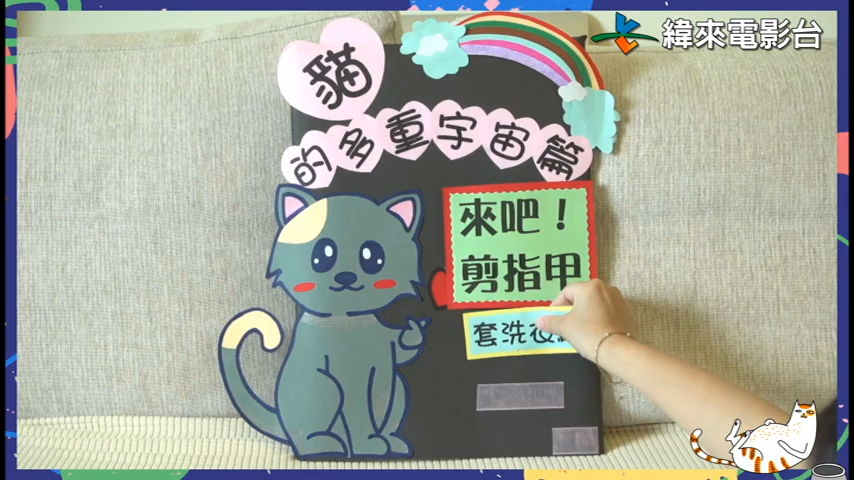 緯來電影台
貓
的多重宇宙篇
來吧！
剪指甲
套洗衣